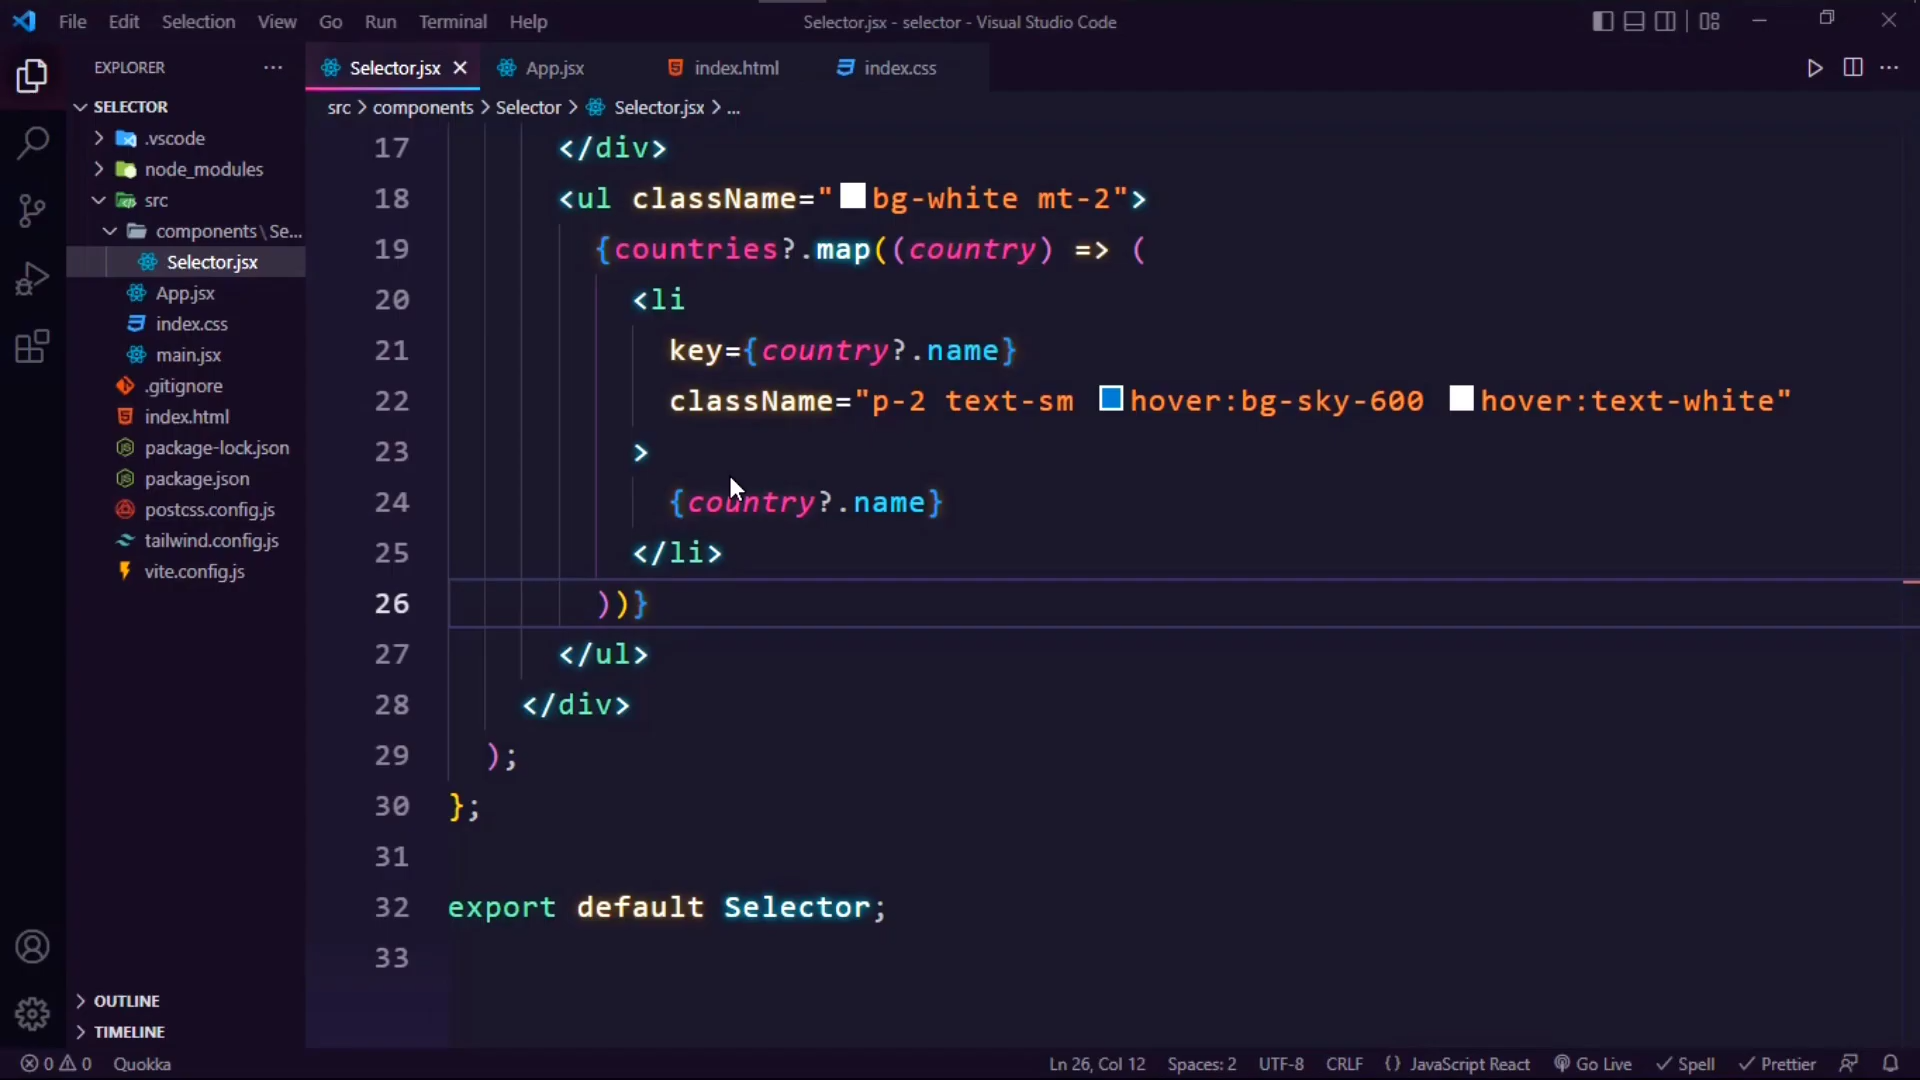 File Edit Selection View Go Run Terminal Help
Selector.jsx - selector - Visual Studio Code
EXPLORER ...
Selector.jsx App.jsx index.html index.css
src > components > Selector > Selector.jsx > ...
SELECTOR
.vscode
node_modules
src
components\Se...
Selector.jsx
App.jsx
index.css
main.jsx
.gitignore
index.html
package-lock.json
package.json
postcss.config.js
tailwind.config.js
vite.config.js
OUTLINE
TIMELINE
17 </div>
18 <ul className="bg-white mt-2">
19 {countries?.map((country) => (
20 <li
21 key={country?.name}
22 className="p-2 text-sm hover:bg-sky-600 hover:text-white"
23 >
24 {country?.name}
25 </li>
26 ))}
27 </ul>
28 </div>
29 );
30 };
31
32 export default Selector;
33
0 0 Quokka
Ln 26, Col 12 Spaces: 2 UTF-8 CRLF {} JavaScript React Go Live Spell Prettier